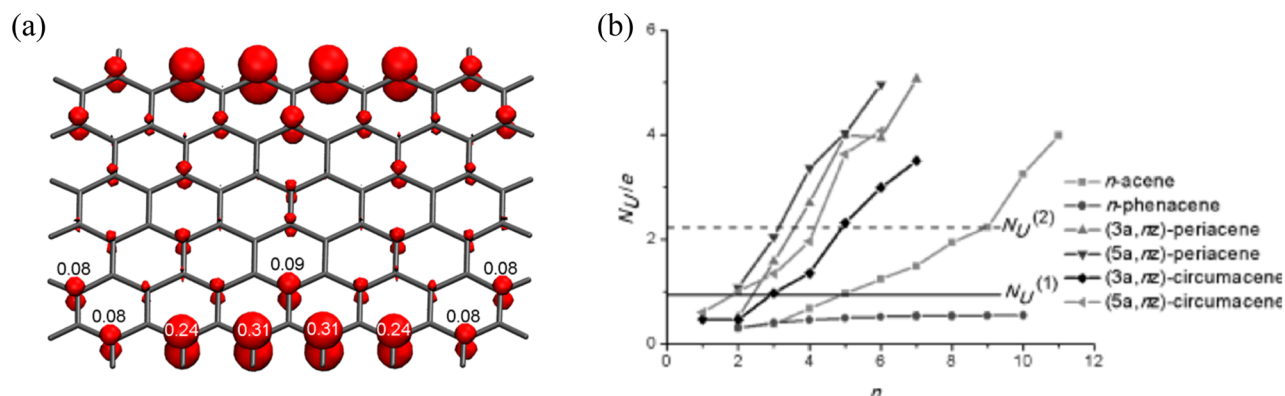 (a)
0.08
0.09
0.08
0.08
0.24
0.31
0.31
0.24
0.08
(b)
6
4
2
0
N_U/e
0
2
4
6
8
10
12
n
N_U^(2)
N_U^(1)
n-acene
n-phenacene
(3a,nz)-periacene
(5a,nz)-periacene
(3a,nz)-circumacene
(5a,nz)-circumacene